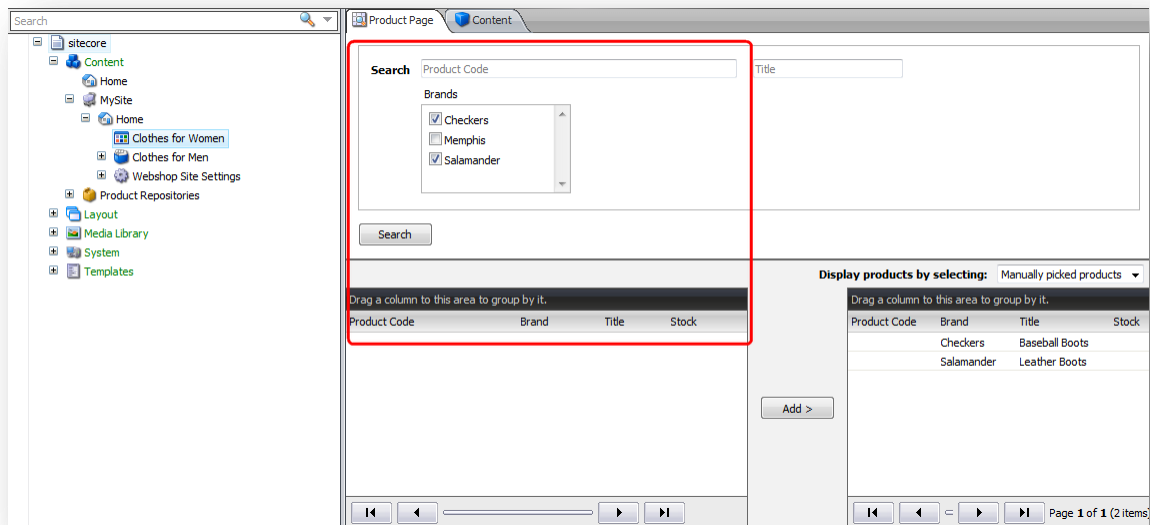 Search
sitecore
Content
Home
MySite
Home
Clothes for Women
Clothes for Men
Webshop Site Settings
Product Repositories
Layout
Media Library
System
Templates
Product Page Content
Search Product Code Title
Brands
Checkers
Memphis
Salamander
Search
Display products by selecting: Manually picked products
Drag a column to this area to group by it.
Product Code Brand Title Stock
Add >
Drag a column to this area to group by it.
Product Code Brand Title Stock
Checkers Baseball Boots
Salamander Leather Boots
Page 1 of 1 (2 items